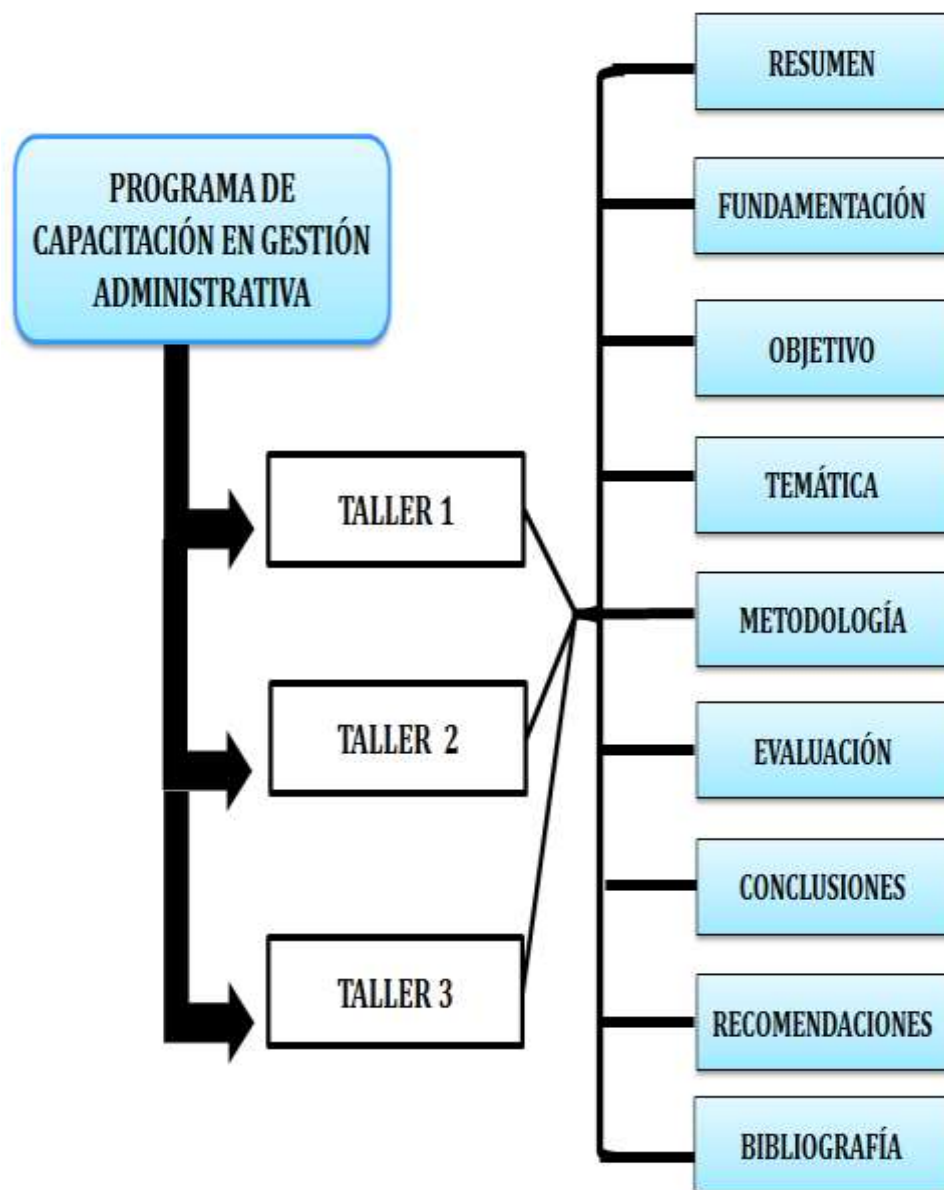 PROGRAMA DE
CAPACITACIÓN EN GESTIÓN
ADMINISTRATIVA
TALLER 1
TALLER 2
TALLER 3
RESUMEN
FUNDAMENTACIÓN
OBJETIVO
TEMÁTICA
METODOLOGÍA
EVALUACIÓN
CONCLUSIONES
RECOMENDACIONES
BIBLIOGRAFÍA